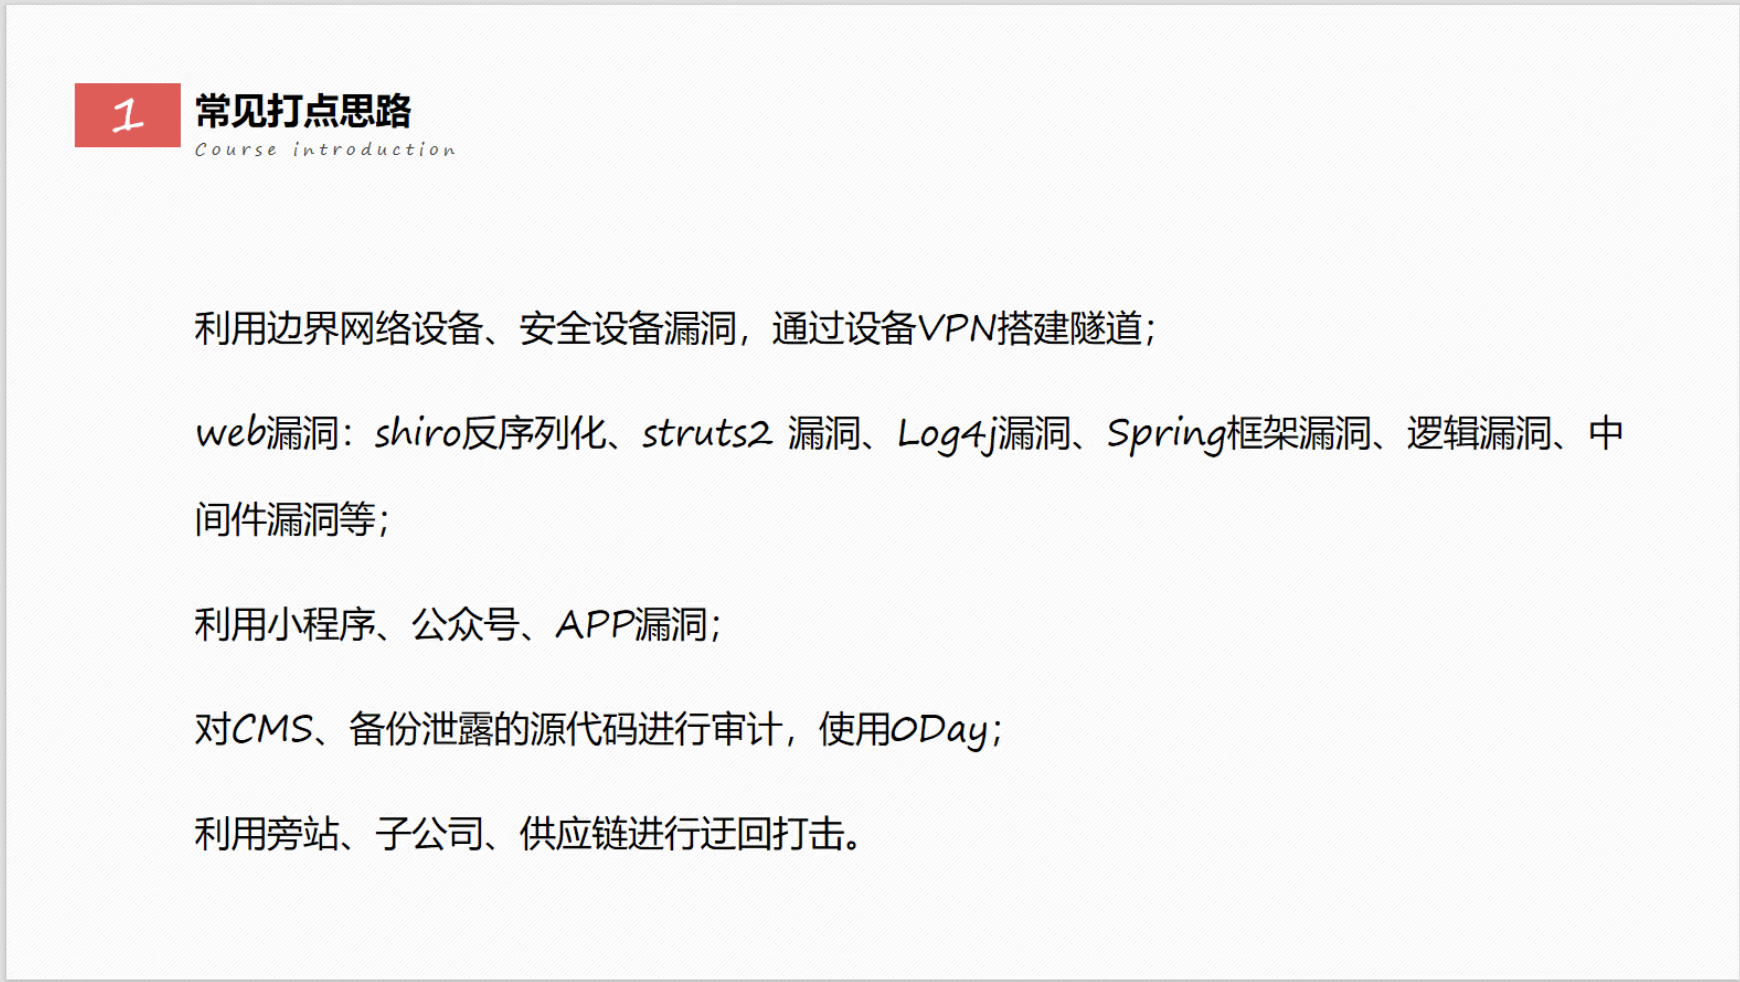 1
常见打点思路
Course introduction
利用边界网络设备、安全设备漏洞，通过设备VPN搭建隧道；
web漏洞：shiro反序列化、struts2 漏洞、Log4j漏洞、Spring框架漏洞、逻辑漏洞、中
间件漏洞等；
利用小程序、公众号、APP漏洞；
对CMS、备份泄露的源代码进行审计，使用0Day；
利用旁站、子公司、供应链进行迂回打击。